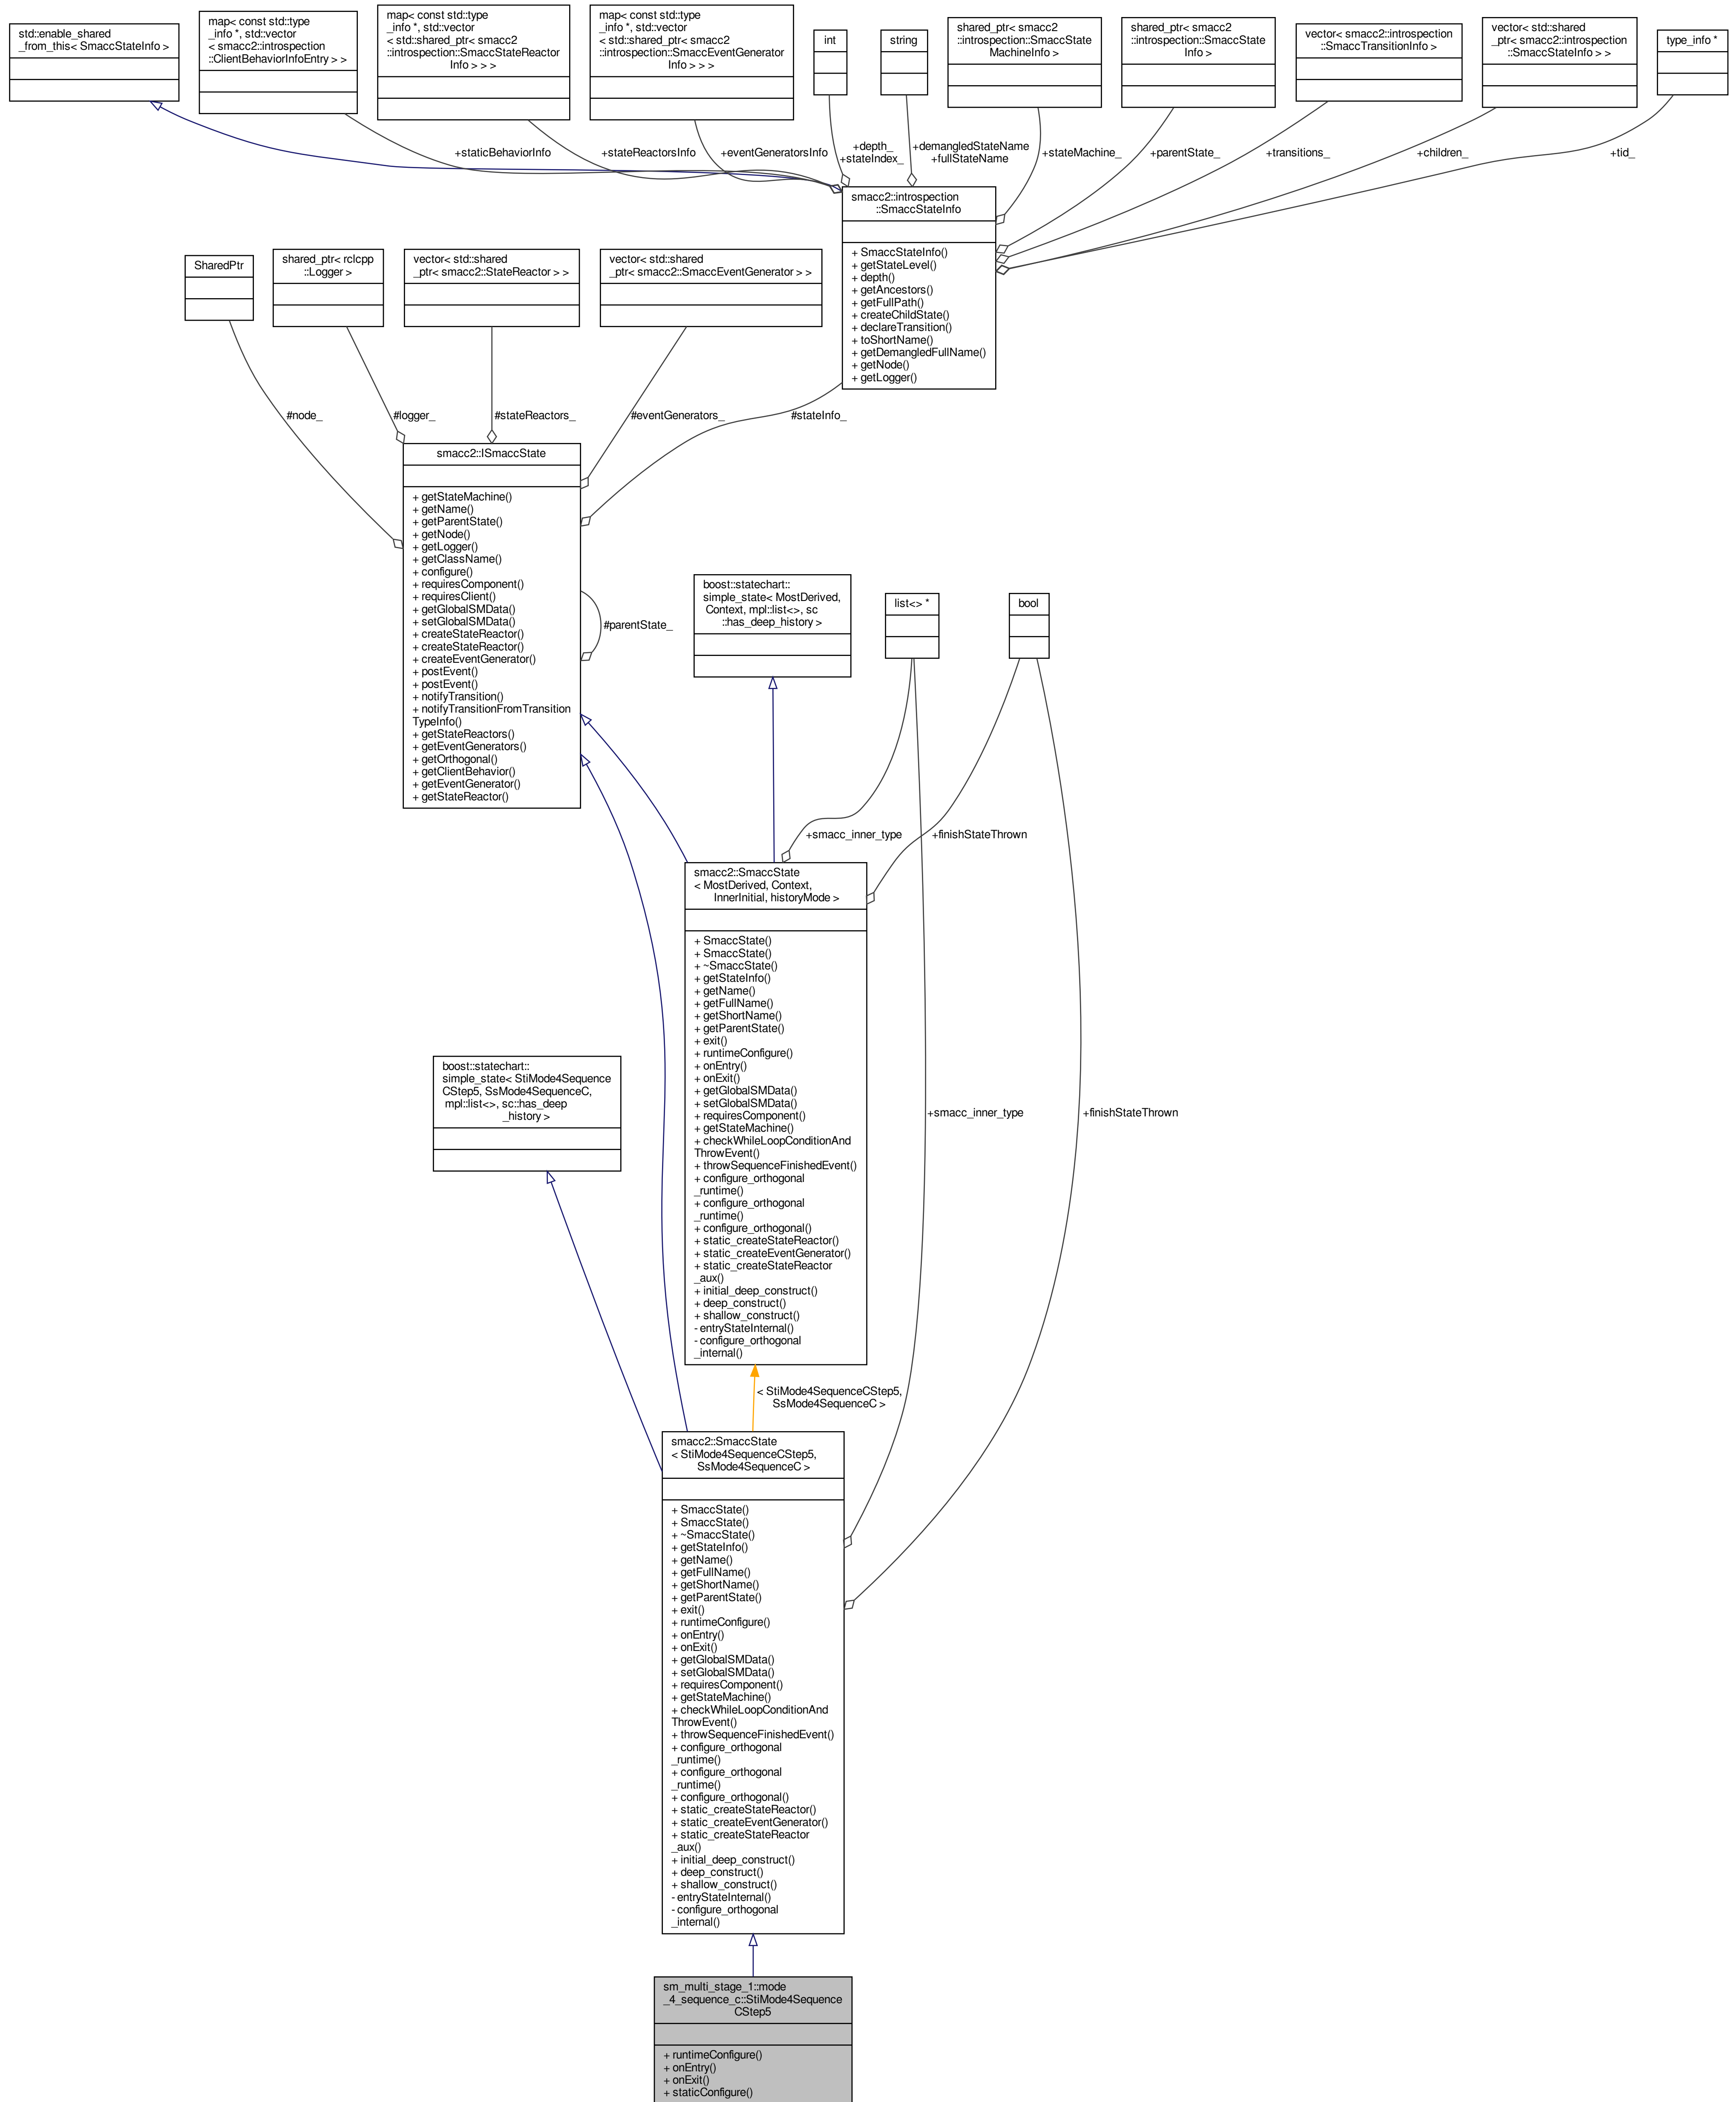 std::enable_shared
_from_this< SmaccStateInfo >
map< const std::type
_info *, std::vector
< smacc2::introspection
::ClientBehaviorInfoEntry > >
map< const std::type
_info *, std::vector
< std::shared_ptr< smacc2
::introspection::SmaccStateReactor
Info > > >
map< const std::type
_info *, std::vector
< std::shared_ptr< smacc2
::introspection::SmaccEventGenerator
Info > > >
int
string
shared_ptr< smacc2
::introspection::SmaccState
MachineInfo >
shared_ptr< smacc2
::introspection::SmaccState
Info >
vector< smacc2::introspection
::SmaccTransitionInfo >
vector< std::shared
_ptr< smacc2::introspection
::SmaccStateInfo > >
type_info *
+staticBehaviorInfo
+stateReactorsInfo
+eventGeneratorsInfo
+depth_
+stateIndex_
+demangledStateName
+fullStateName
+stateMachine_
+parentState_
+transitions_
+children_
+tid_
smacc2::introspection
::SmaccStateInfo
+ SmaccStateInfo()
+ getStateLevel()
+ depth()
+ getAncestors()
+ getFullPath()
+ createChildState()
+ declareTransition()
+ toShortName()
+ getDemangledFullName()
+ getNode()
+ getLogger()
SharedPtr
shared_ptr< rclcpp
::Logger >
vector< std::shared
_ptr< smacc2::StateReactor > >
vector< std::shared
_ptr< smacc2::SmaccEventGenerator > >
#node_
#logger_
#stateReactors_
#eventGenerators_
#stateInfo_
smacc2::ISmaccState
+ getStateMachine()
+ getName()
+ getParentState()
+ getNode()
+ getLogger()
+ getClassName()
+ configure()
+ requiresComponent()
+ requiresClient()
+ getGlobalSMData()
+ setGlobalSMData()
+ createStateReactor()
+ createStateReactor()
+ createEventGenerator()
+ postEvent()
+ postEvent()
+ notifyTransition()
+ notifyTransitionFromTransition
TypeInfo()
+ getStateReactors()
+ getEventGenerators()
+ getOrthogonal()
+ getClientBehavior()
+ getEventGenerator()
+ getStateReactor()
#parentState_
boost::statechart::
simple_state< MostDerived,
Context, mpl::list<>, sc
::has_deep_history >
list<> *
bool
+smacc_inner_type
+finishStateThrown
smacc2::SmaccState
< MostDerived, Context,
InnerInitial, historyMode >
+ SmaccState()
+ SmaccState()
+ ~SmaccState()
+ getStateInfo()
+ getName()
+ getFullName()
+ getShortName()
+ getParentState()
+ exit()
+ runtimeConfigure()
+ onEntry()
+ onExit()
+ getGlobalSMData()
+ setGlobalSMData()
+ requiresComponent()
+ getStateMachine()
+ checkWhileLoopConditionAnd
ThrowEvent()
+ throwSequenceFinishedEvent()
+ configure_orthogonal
_runtime()
+ configure_orthogonal
_runtime()
+ configure_orthogonal()
+ static_createStateReactor()
+ static_createEventGenerator()
+ static_createStateReactor
_aux()
+ initial_deep_construct()
+ deep_construct()
+ shallow_construct()
- entryStateInternal()
- configure_orthogonal
_internal()
boost::statechart::
simple_state< StiMode4Sequence
CStep5, SsMode4SequenceC,
mpl::list<>, sc::has_deep
_history >
+smacc_inner_type
+finishStateThrown
< StiMode4SequenceCStep5,
SsMode4SequenceC >
smacc2::SmaccState
< StiMode4SequenceCStep5,
SsMode4SequenceC >
+ SmaccState()
+ SmaccState()
+ ~SmaccState()
+ getStateInfo()
+ getName()
+ getFullName()
+ getShortName()
+ getParentState()
+ exit()
+ runtimeConfigure()
+ onEntry()
+ onExit()
+ getGlobalSMData()
+ setGlobalSMData()
+ requiresComponent()
+ getStateMachine()
+ checkWhileLoopConditionAnd
ThrowEvent()
+ throwSequenceFinishedEvent()
+ configure_orthogonal
_runtime()
+ configure_orthogonal
_runtime()
+ configure_orthogonal()
+ static_createStateReactor()
+ static_createEventGenerator()
+ static_createStateReactor
_aux()
+ initial_deep_construct()
+ deep_construct()
+ shallow_construct()
- entryStateInternal()
- configure_orthogonal
_internal()
sm_multi_stage_1::mode
_4_sequence_c::StiMode4Sequence
CStep5
+ runtimeConfigure()
+ onEntry()
+ onExit()
+ staticConfigure()